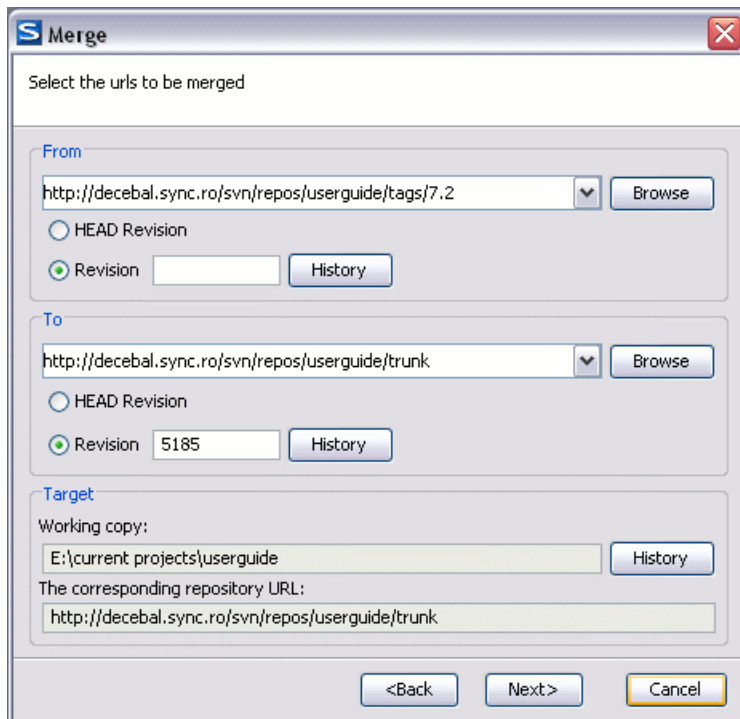 S Merge
Select the urls to be merged
From
http://decebal.sync.ro/svn/repos/userguide/tags/7.2 Browse
HEAD Revision
Revision History
To
http://decebal.sync.ro/svn/repos/userguide/trunk Browse
HEAD Revision
Revision 5185 History
Target
Working copy:
E:\current projects\userguide History
The corresponding repository URL:
http://decebal.sync.ro/svn/repos/userguide/trunk
<Back Next> Cancel